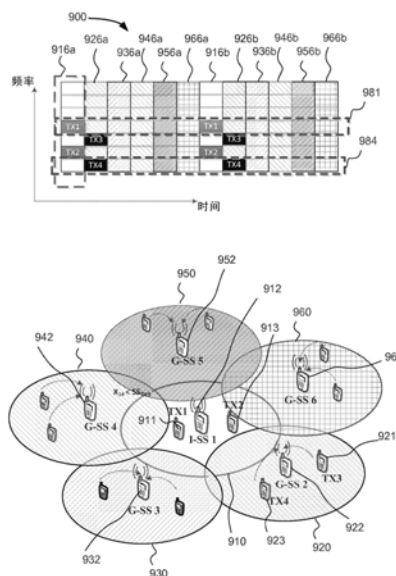 900
916a 926a 936a 946a 956a 966a 916b 926b 936b 946b 956b 966b
频率
981
TX1 TX1
TX3 TX3
TX2 TX2
TX4 TX4
984
时间
950
952
912
940
913
960
942
G-SS 5
G-SS 4
TX1
TX2
G-SS 6
96
911
I-SS 1
921
G-SS 2
TX3
G-SS 3
TX4
922
932
923
920
910
930